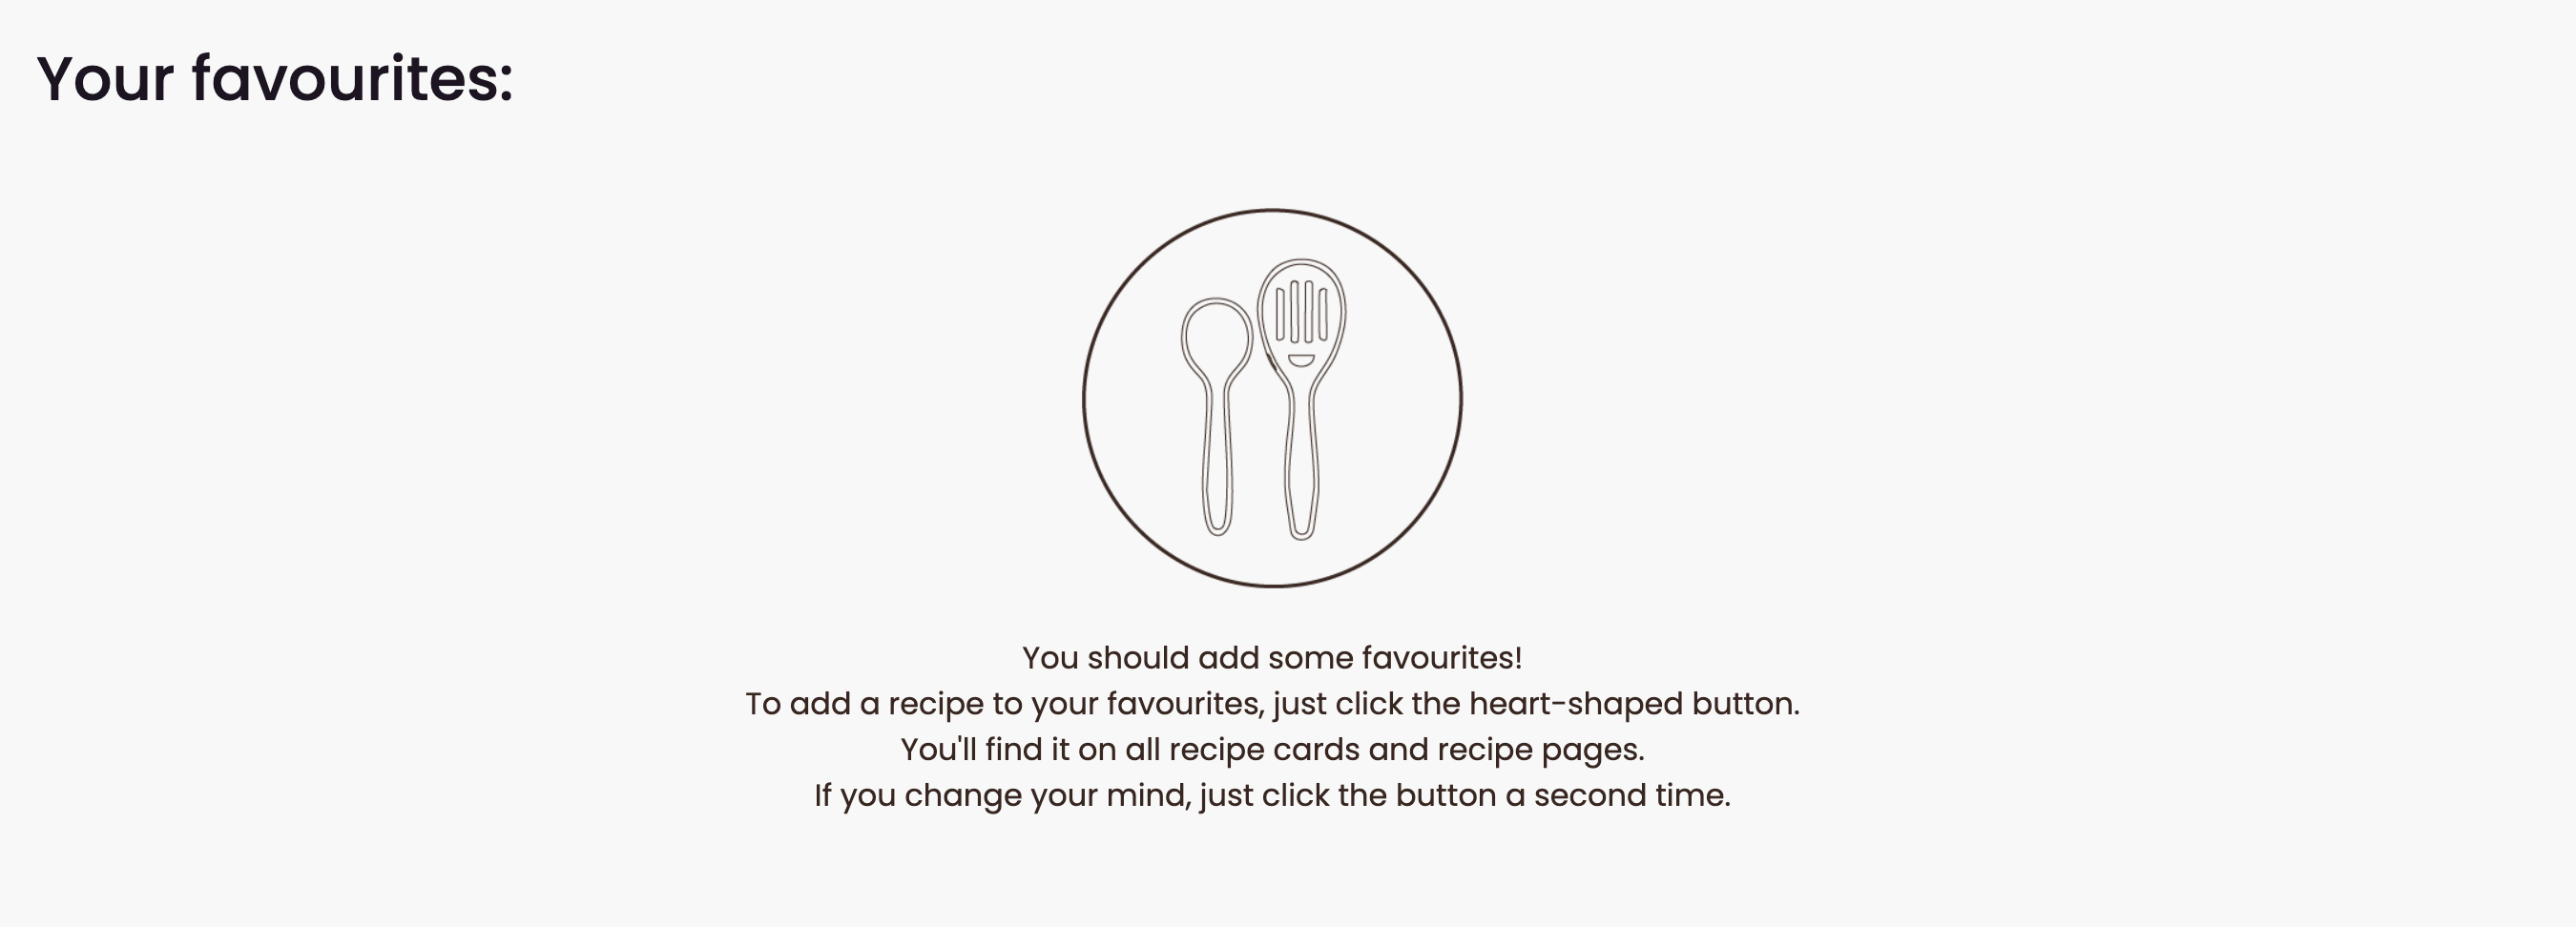 Your favourites:
You should add some favourites!
To add a recipe to your favourites, just click the heart-shaped button.
You'll find it on all recipe cards and recipe pages.
If you change your mind, just click the button a second time.